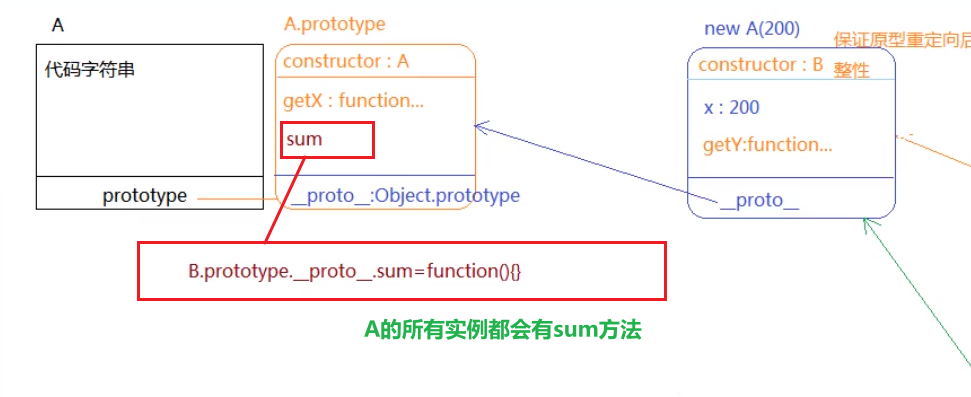 A
代码字符串
prototype
A.prototype
constructor : A
getX : function...
sum
__proto__:Object.prototype
new A(200)
保证原型重定向后
整性
constructor : B
x : 200
getY:function...
__proto__
B.prototype.__proto__.sum=function(){}
A的所有实例都会有sum方法